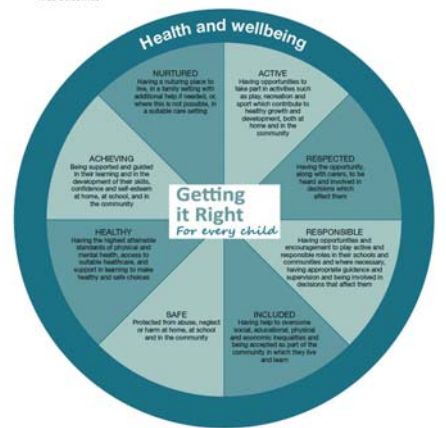 Health and wellbeing
NURTURED
Having a nurturing place to
live, in a family setting with
additional help if needed, or,
where this is not possible, in
a suitable care setting
ACTIVE
Having opportunities to
take part in activities such
as play, recreation and
sport which contribute to
healthy growth and
development, both at
home and in the
community
ACHIEVING
Being supported and guided
in their learning and in the
development of their skills,
confidence and self-esteem
at home, at school, and in
the community
RESPECTED
Having the opportunity,
along with carers, to be
heard and involved in
decisions which
affect them
Getting
it Right
For every child
HEALTHY
Having the highest attainable
standards of physical and
mental health, access to
suitable healthcare, and
support in learning to make
healthy and safe choices
RESPONSIBLE
Having opportunities and
encouragement to play active and
responsible roles in their schools and
communities and where necessary,
having appropriate guidance and
supervision and being involved in
decisions that affect them
SAFE
Protected from abuse, neglect
or harm at home, at school
and in the community
INCLUDED
Having help to overcome
social, educational, physical
and economic inequalities and
being accepted as part of the
community in which they live
and learn